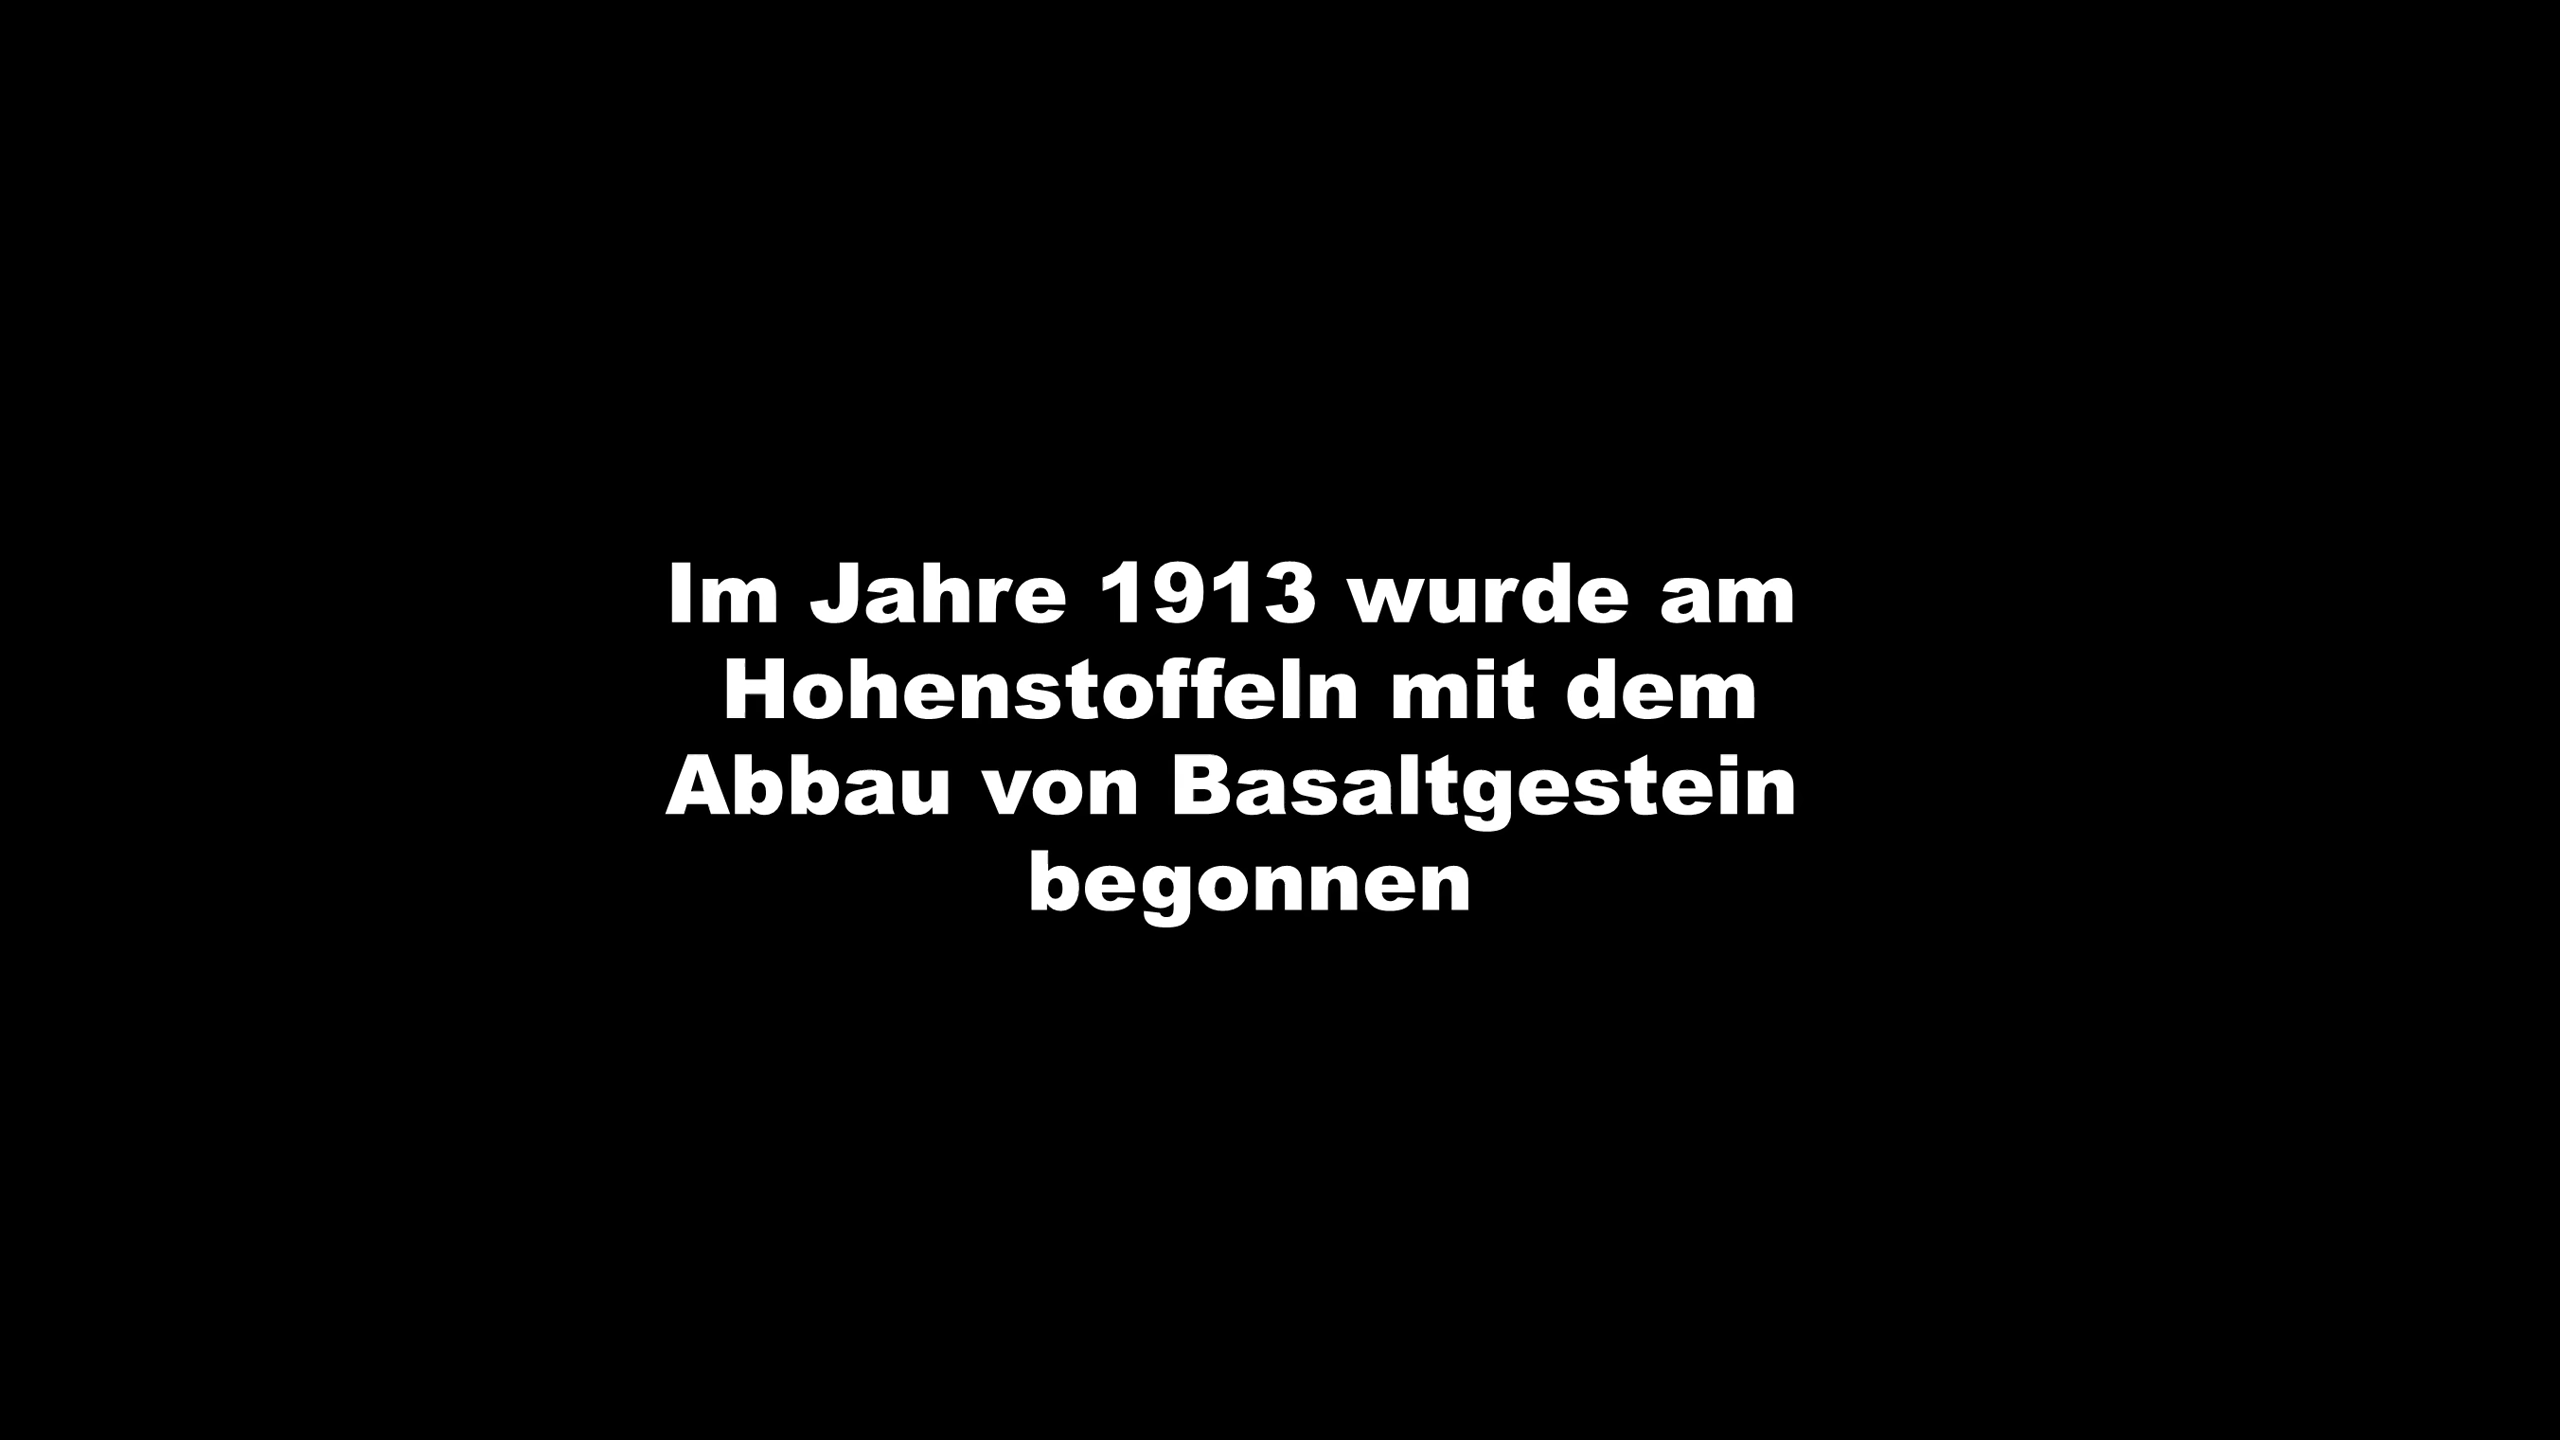 Im Jahre 1913 wurde am
Hohenstoffeln mit dem
Abbau von Basaltgestein
begonnen